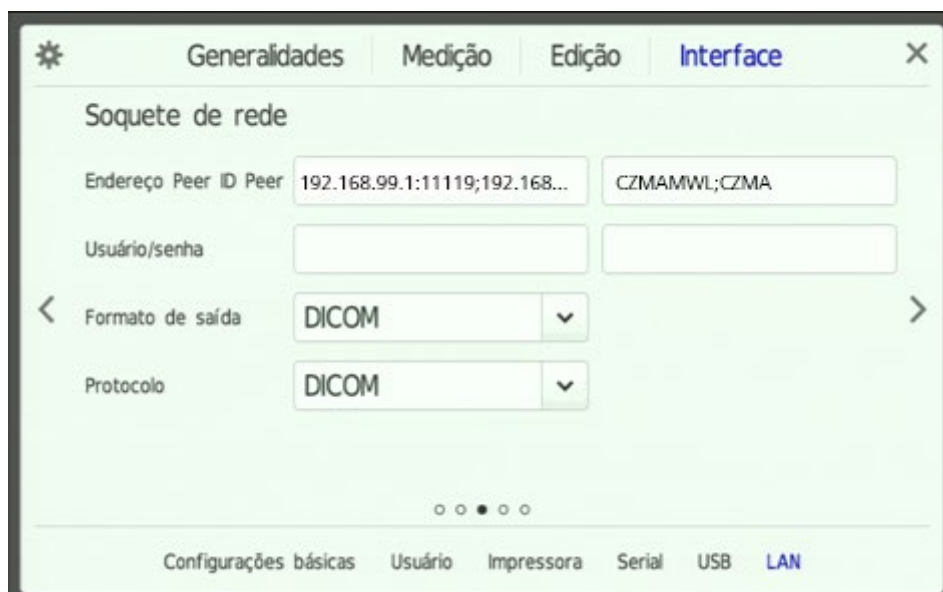 Generalidades Medição Edição Interface
Soquete de rede
Endereço Peer ID Peer 192.168.99.1:11119;192.168... CZMAMWL;CZMA
Usuário/senha
Formato de saída DICOM
Protocolo DICOM
Configurações básicas Usuário Impressora Serial USB LAN